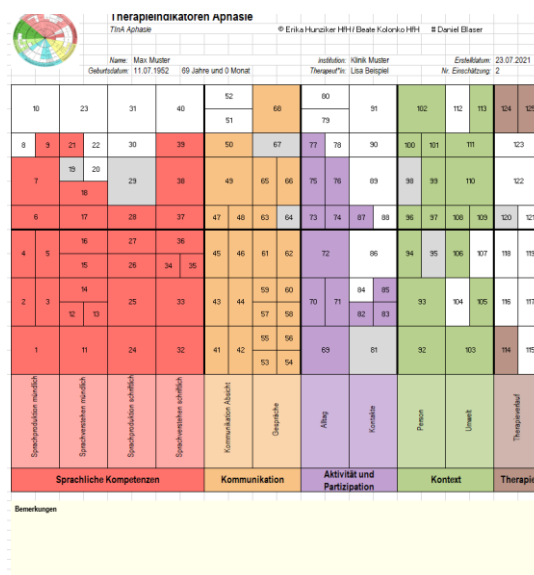 Therapieindikatoren Aphasie
TInA Aphasie © Erika Hunziker HfH / Beate Kolonko HfH # Daniel Blaser
Name: Max Muster Institution: Klinik Muster Erstelldatum: 23.07.2021
Geburtsdatum: 11.07.1952 69 Jahre und 0 Monat Therapeut*in: Lisa Beispiel Nr. Einschätzung: 2
52 80
10 23 31 40 68 91 102 112 113 124 125
51 79
8 9 21 22 30 39 50 67 77 78 90 100 101 111 123
19 20
7 29 38 49 65 66 75 76 89 98 99 110 122
18
6 17 28 37 47 48 63 64 73 74 87 88 96 97 108 109 120 121
16 27 36
4 5 45 46 61 62 72 86 94 95 106 107 118 119
15 26 34 35
14 59 60 84 85
2 3 25 33 43 44 70 71 93 104 105 116 117
12 13 57 58 82 83
55 56
1 11 24 32 41 42 69 81 92 103 114 115
53 54
Sprachproduktion mündlich
Sprachverstehen mündlich
Sprachproduktion schriftlich
Sprachverstehen schriftlich
Kommunikation Absicht
Gespräche
Alltag
Kontakte
Person
Umwelt
Therapieverlauf
Sprachliche Kompetenzen Kommunikation Aktivität und Partizipation Kontext Therapie
Bemerkungen